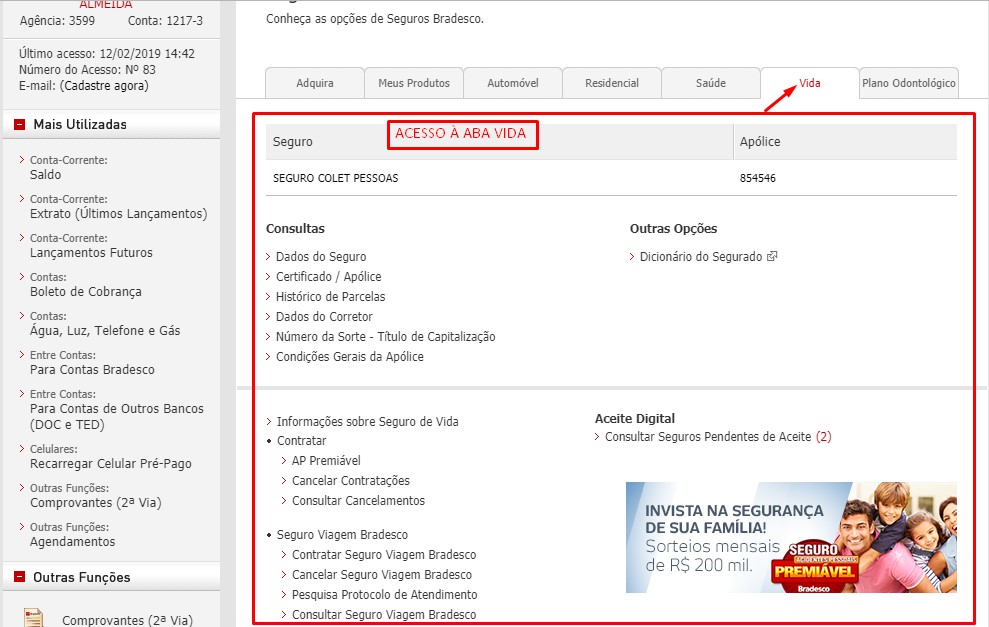 ALMEIDA
Agência: 3599 Conta: 1217-3
Último acesso: 12/02/2019 14:42
Número do Acesso: Nº 83
E-mail: (Cadastre agora)
Mais Utilizadas
Conta-Corrente:
Saldo
Conta-Corrente:
Extrato (Últimos Lançamentos)
Conta-Corrente:
Lançamentos Futuros
Contas:
Boleto de Cobrança
Contas:
Água, Luz, Telefone e Gás
Entre Contas:
Para Contas Bradesco
Entre Contas:
Para Contas de Outros Bancos
(DOC e TED)
Celulares:
Recarregar Celular Pré-Pago
Outras Funções:
Comprovantes (2ª Via)
Outras Funções:
Agendamentos
Outras Funções
Comprovantes (2ª Via)
Conheça as opções de Seguros Bradesco.
Adquira Meus Produtos Automóvel Residencial Saúde Vida Plano Odontológico
ACESSO À ABA VIDA
Seguro Apólice
SEGURO COLET PESSOAS 854546
Consultas
Dados do Seguro
Certificado / Apólice
Histórico de Parcelas
Dados do Corretor
Número da Sorte - Título de Capitalização
Condições Gerais da Apólice
Outras Opções
Dicionário do Segurado
Informações sobre Seguro de Vida
Contratar
AP Premiável
Cancelar Contratações
Consultar Cancelamentos
Seguro Viagem Bradesco
Contratar Seguro Viagem Bradesco
Cancelar Seguro Viagem Bradesco
Pesquisa Protocolo de Atendimento
Consultar Seguro Viagem Bradesco
Aceite Digital
Consultar Seguros Pendentes de Aceite (2)
INVISTA NA SEGURANÇA
DE SUA FAMÍLIA!
Sorteios mensais
de R$ 200 mil.
SEGURO
ACIDENTES PESSOAIS
PREMIÁVEL
Bradesco